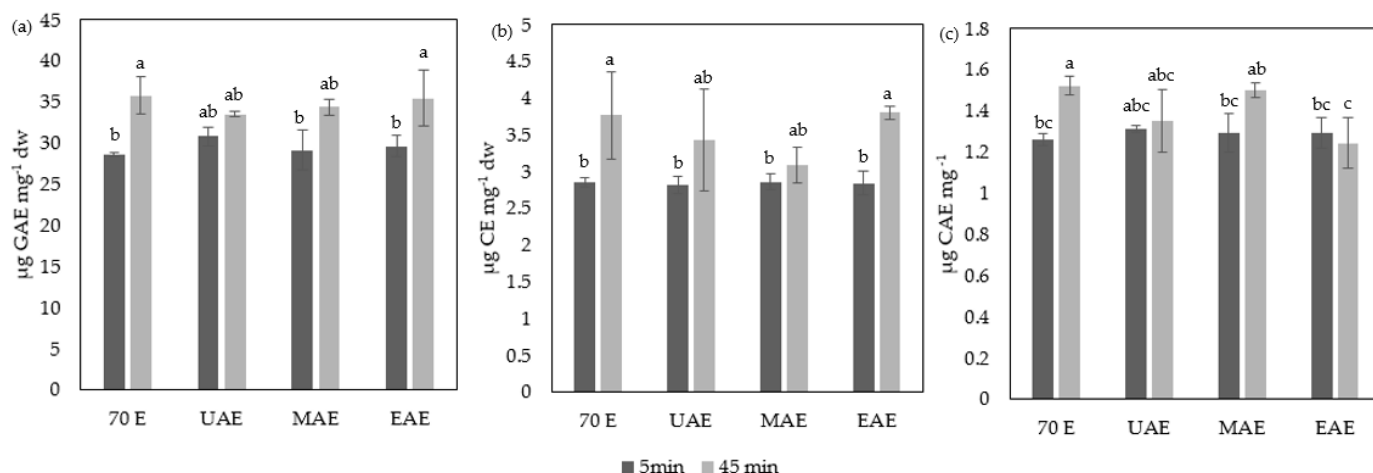 (a)
µg GAE mg-1 dw
45
40
35
30
25
20
15
10
5
0
b
a
ab
ab
b
ab
b
a
70 E
UAE
MAE
EAE
(b)
µg CE mg-1 dw
5
4.5
4
3.5
3
2.5
2
1.5
1
0.5
0
b
a
b
ab
b
ab
b
a
70 E
UAE
MAE
EAE
(c)
µg CAE mg-1
1.8
1.6
1.4
1.2
1
0.8
0.6
0.4
0.2
0
bc
a
abc
abc
bc
ab
bc
c
70 E
UAE
MAE
EAE
5min
45 min